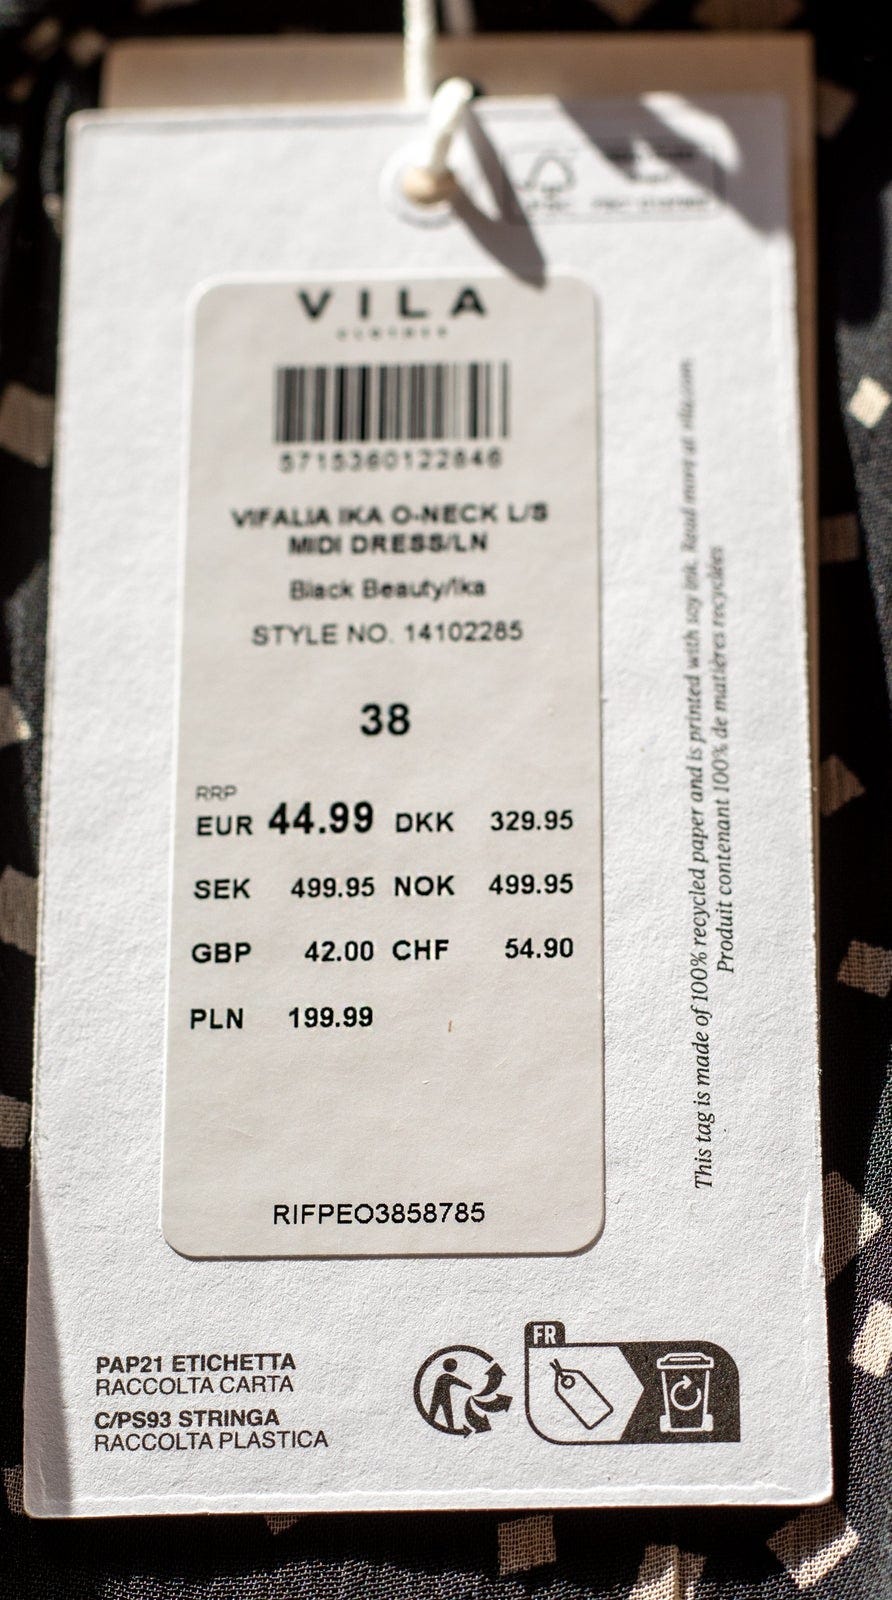 VILA
CLOTHES
5715360122846
VIFALIA IKA O-NECK L/S
MIDI DRESS/LN
Black Beauty/Ika
STYLE NO. 14102285
38
RRP
EUR 44.99 DKK 329.95
SEK 499.95 NOK 499.95
GBP 42.00 CHF 54.90
PLN 199.99
RIFPEO3858785
This tag is made of 100% recycled paper and is printed with soy ink. Read more at vila.com
Produit contenant 100% de matières recyclées
PAP21 ETICHETTA
RACCOLTA CARTA
C/PS93 STRINGA
RACCOLTA PLASTICA
FR